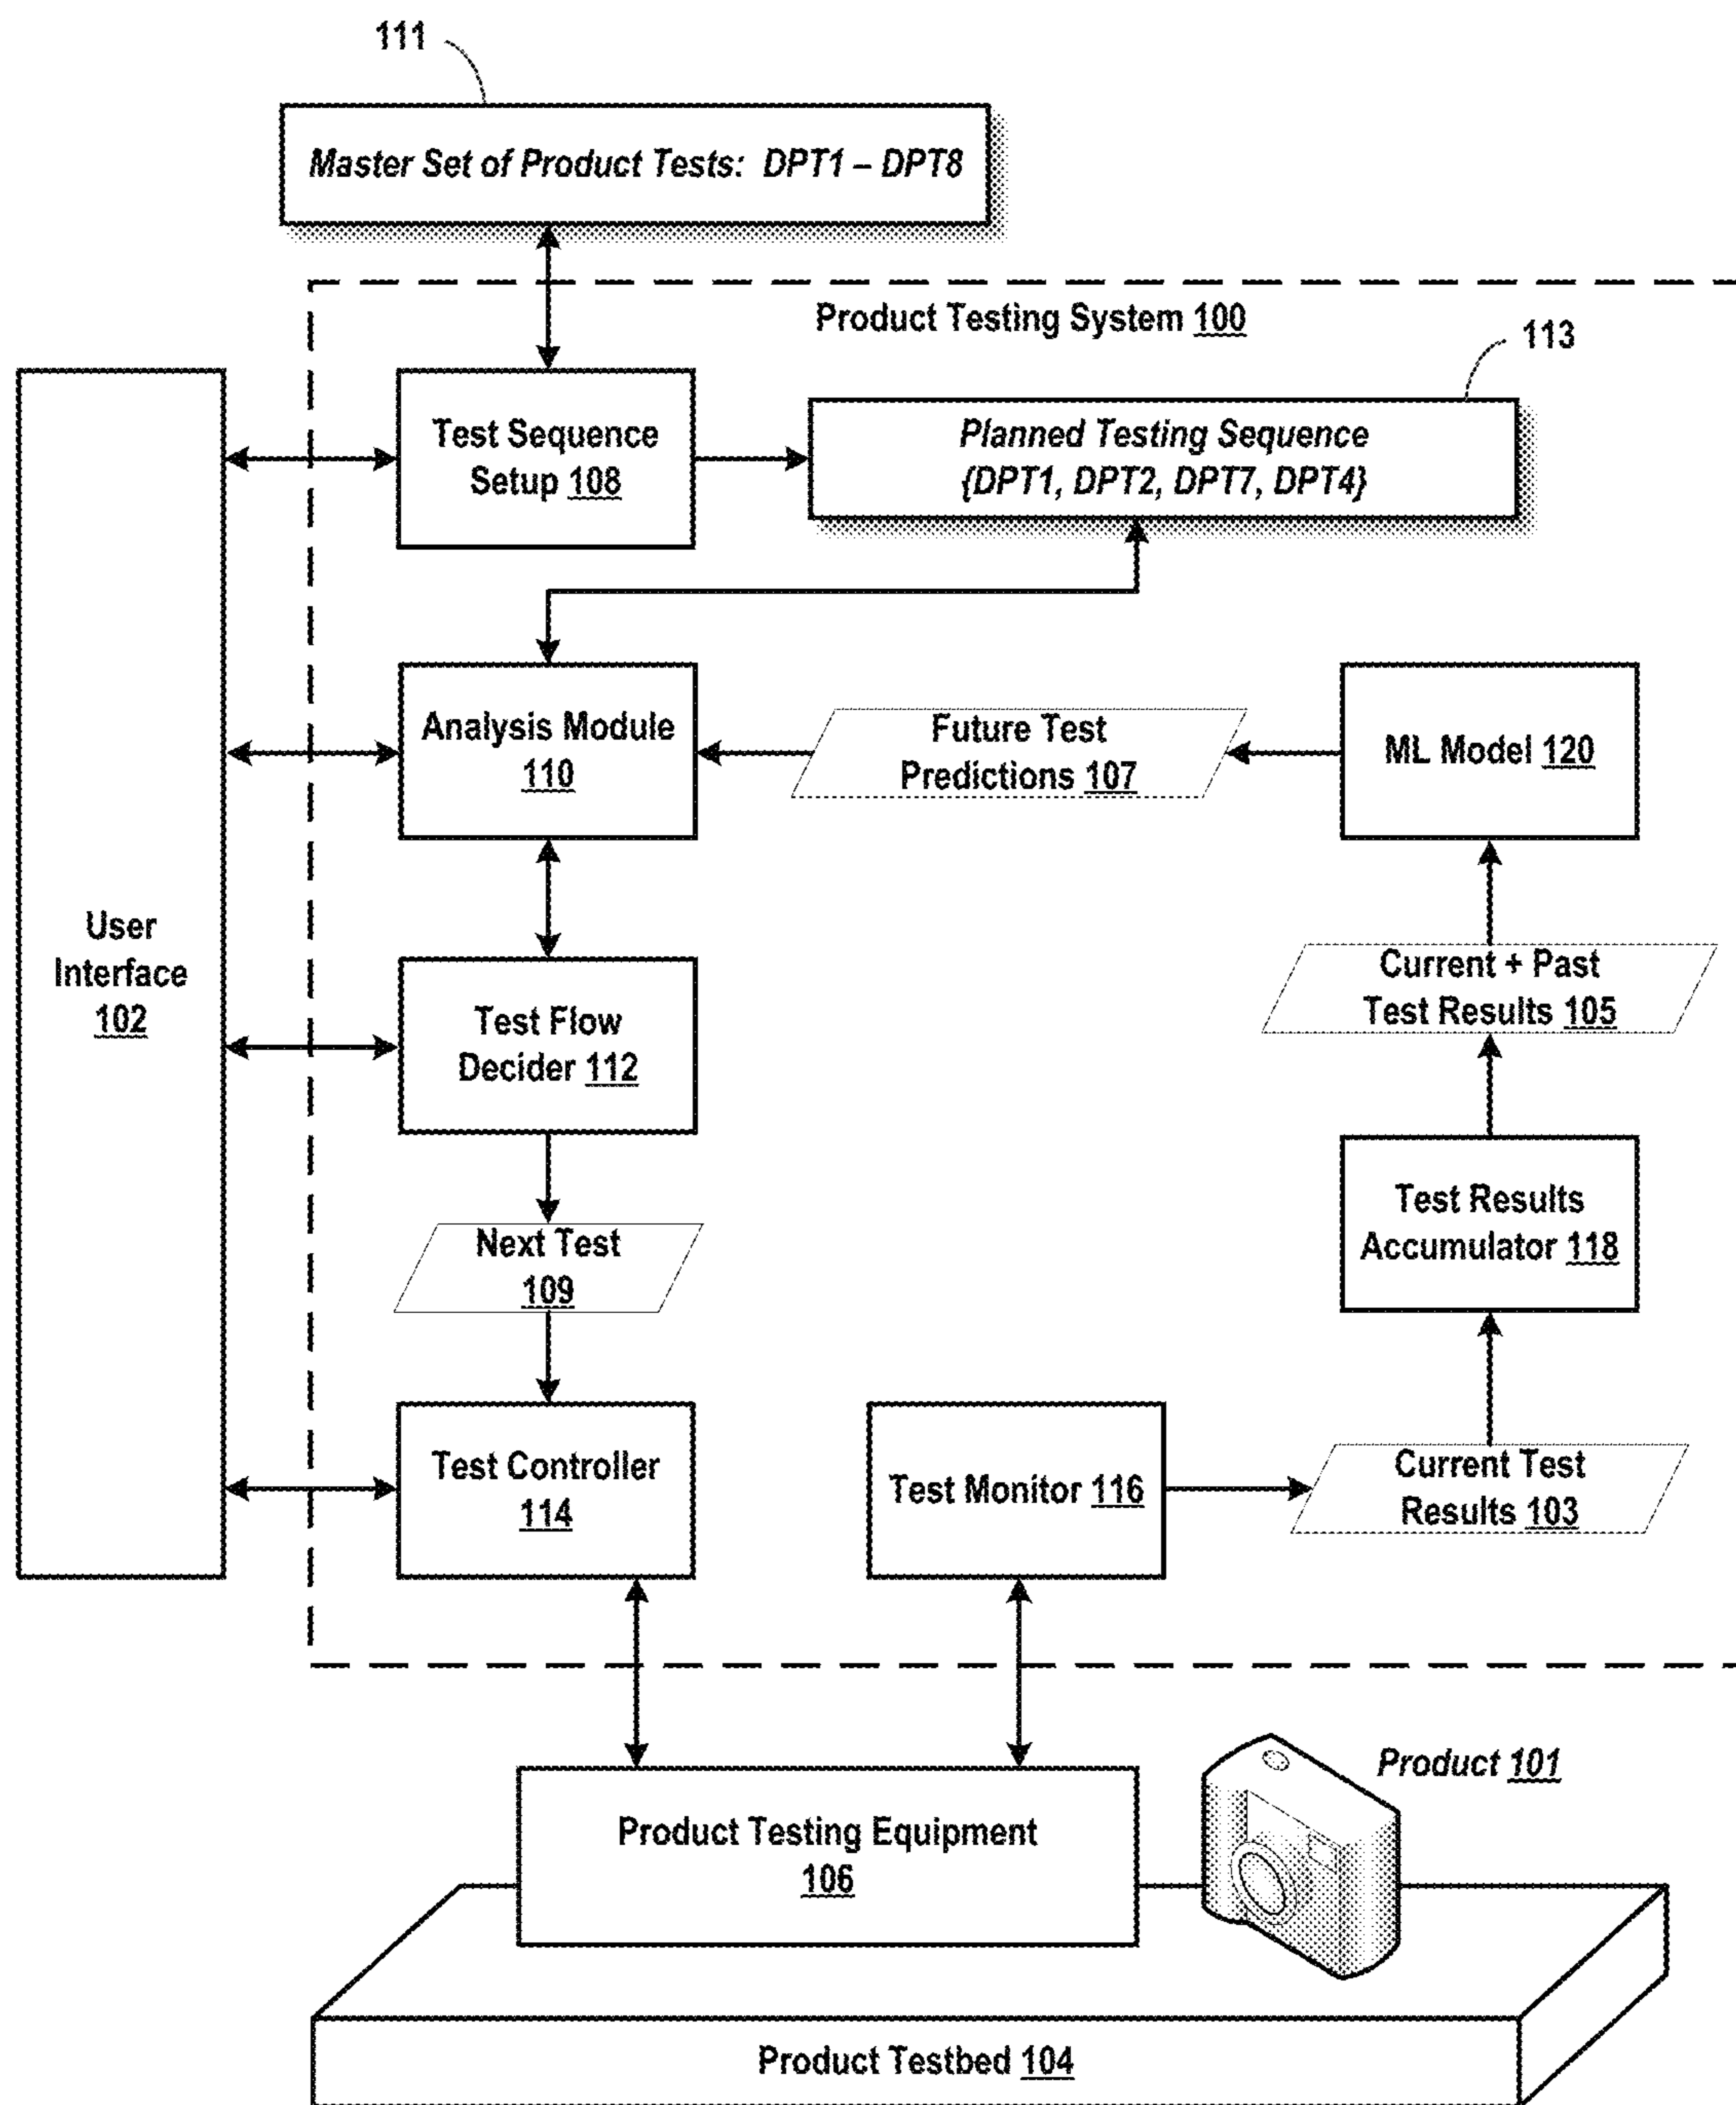 111
Master Set of Product Tests: DPT1 – DPT8
Product Testing System 100
113
Test Sequence
Setup 108
Planned Testing Sequence
{DPT1, DPT2, DPT7, DPT4}
Analysis Module
110
Future Test
Predictions 107
ML Model 120
User
Interface
102
Current + Past
Test Results 105
Test Flow
Decider 112
Test Results
Accumulator 118
Next Test
109
Test Controller
114
Test Monitor 116
Current Test
Results 103
Product 101
Product Testing Equipment
106
Product Testbed 104